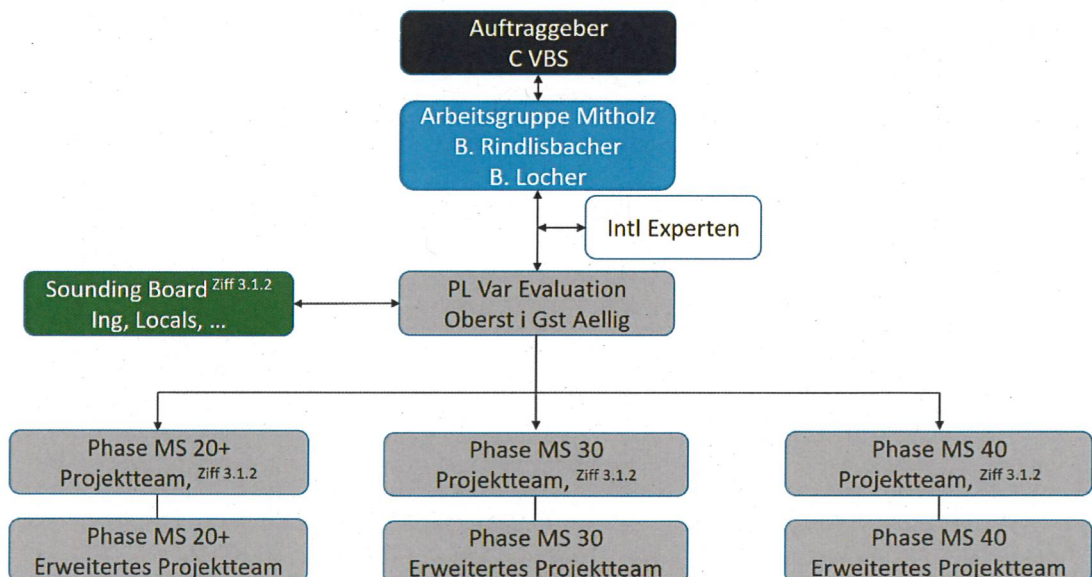 Auftraggeber
C VBS
Arbeitsgruppe Mitholz
B. Rindlisbacher
B. Locher
Intl Experten
Sounding Board Ziff 3.1.2
Ing, Locals, ...
PL Var Evaluation
Oberst i Gst Aellig
Phase MS 20+
Projektteam, Ziff 3.1.2
Phase MS 30
Projektteam, Ziff 3.1.2
Phase MS 40
Projektteam, Ziff 3.1.2
Phase MS 20+
Erweitertes Projektteam
Phase MS 30
Erweitertes Projektteam
Phase MS 40
Erweitertes Projektteam